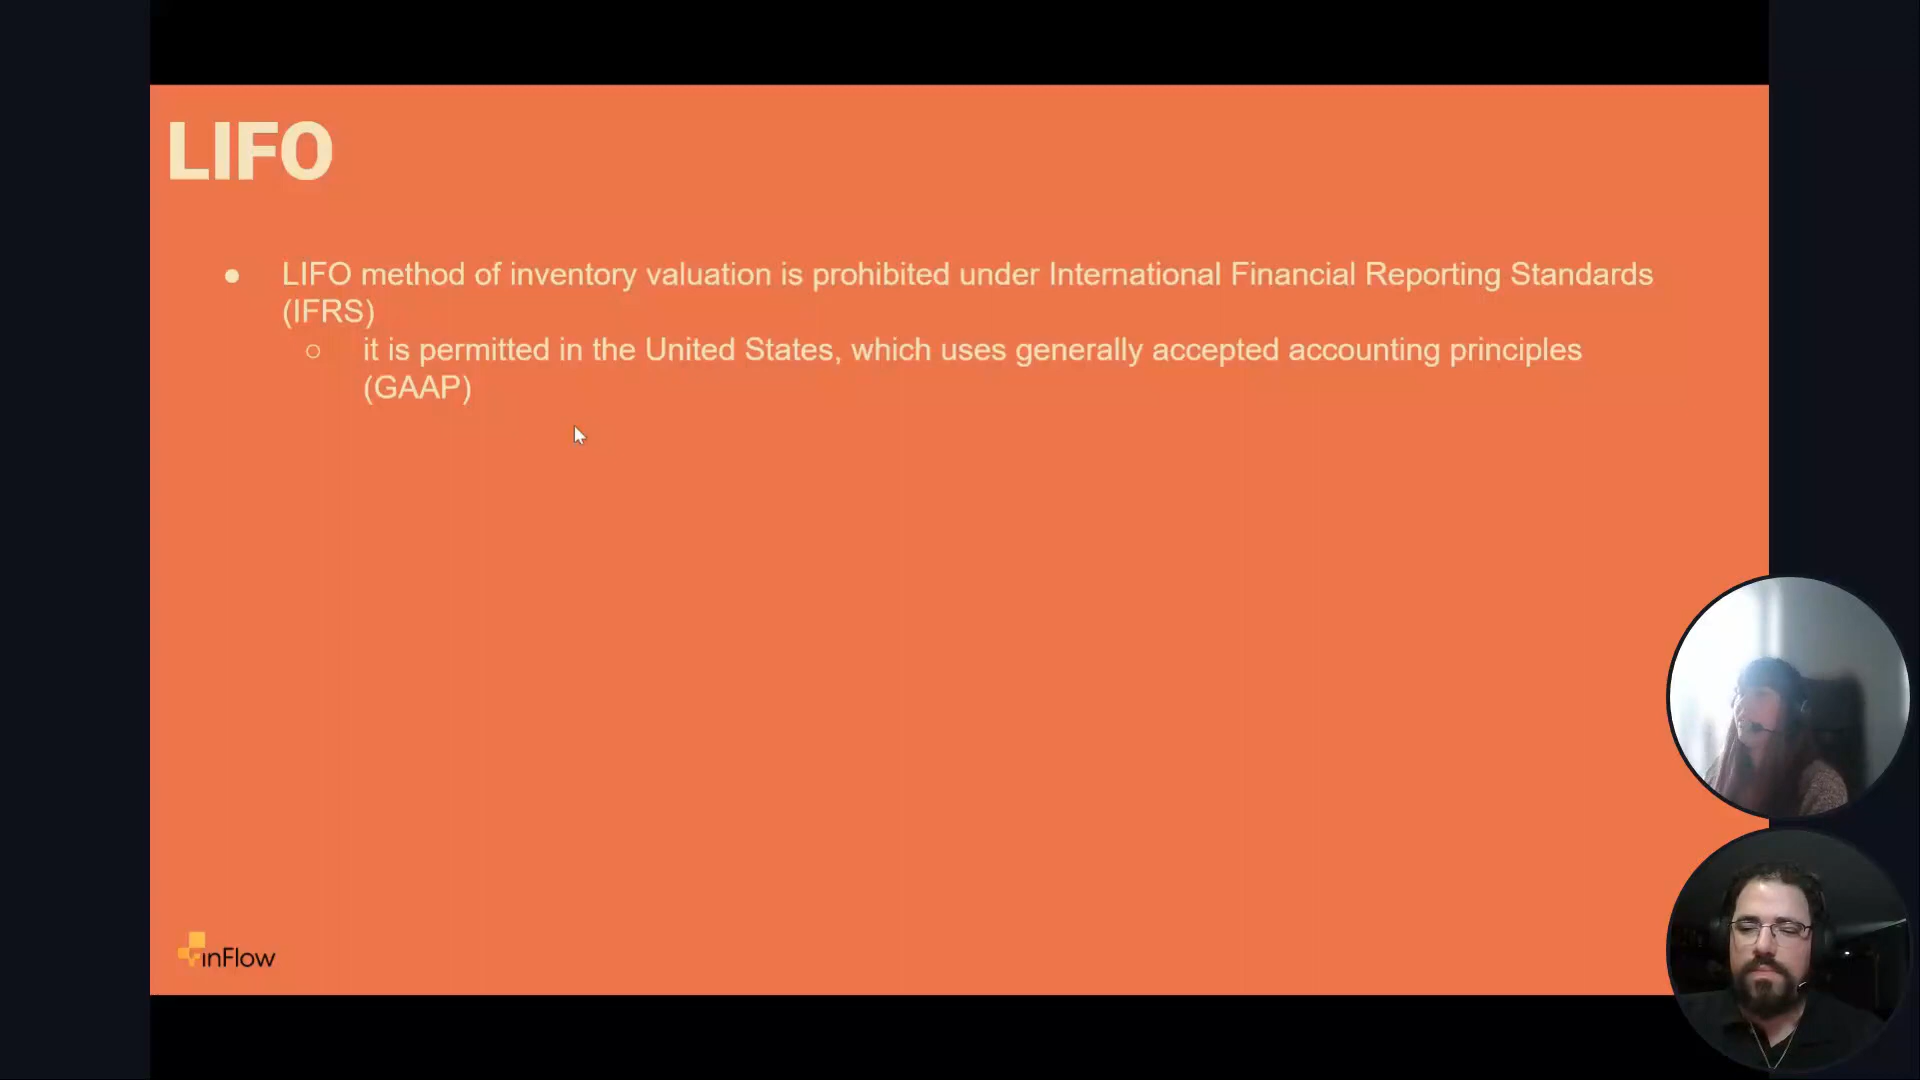 LIFO
● LIFO method of inventory valuation is prohibited under International Financial Reporting Standards
(IFRS)
○ it is permitted in the United States, which uses generally accepted accounting principles
(GAAP)
inFlow